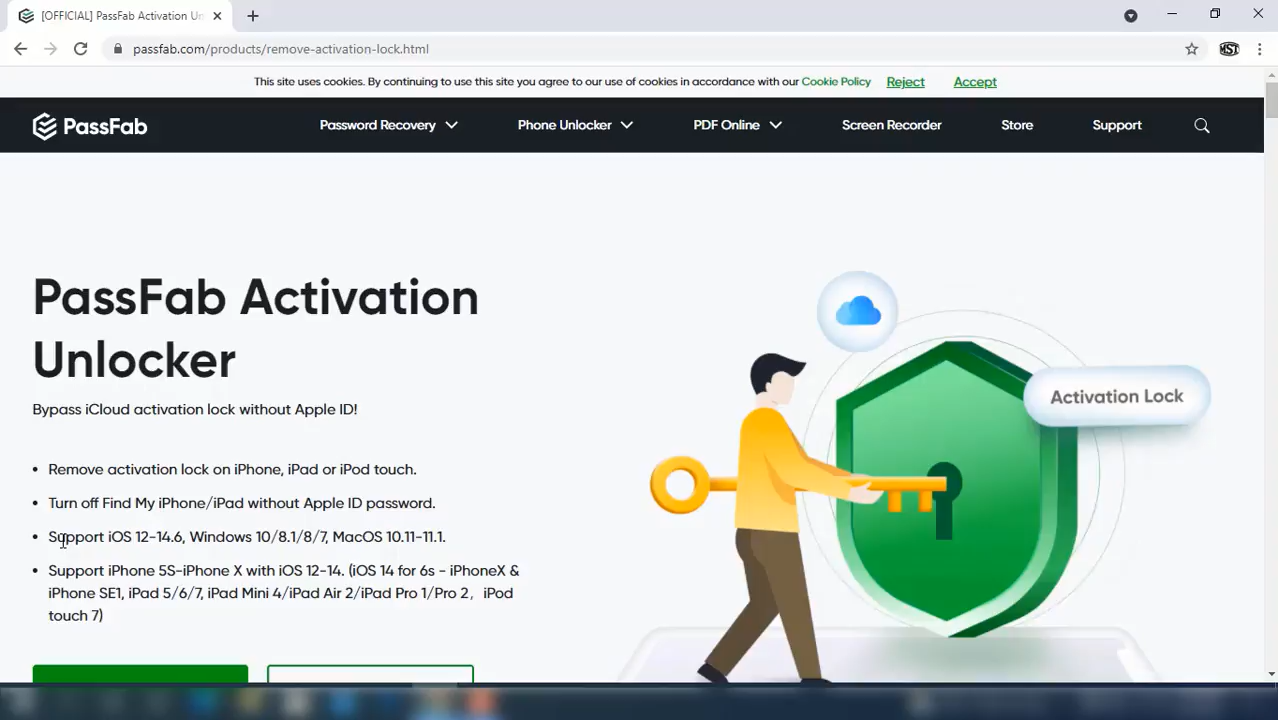 [OFFICIAL] PassFab Activation Un
passfab.com/products/remove-activation-lock.html
MST
This site uses cookies. By continuing to use this site you agree to our use of cookies in accordance with our Cookie Policy Reject Accept
PassFab Password Recovery Phone Unlocker PDF Online Screen Recorder Store Support
PassFab Activation
Unlocker
Bypass iCloud activation lock without Apple ID!
• Remove activation lock on iPhone, iPad or iPod touch.
• Turn off Find My iPhone/iPad without Apple ID password.
• Support iOS 12-14.6, Windows 10/8.1/8/7, MacOS 10.11-11.1.
• Support iPhone 5S-iPhone X with iOS 12-14. (iOS 14 for 6s - iPhoneX &
iPhone SE1, iPad 5/6/7, iPad Mini 4/iPad Air 2/iPad Pro 1/Pro 2，iPod
touch 7)
Activation Lock